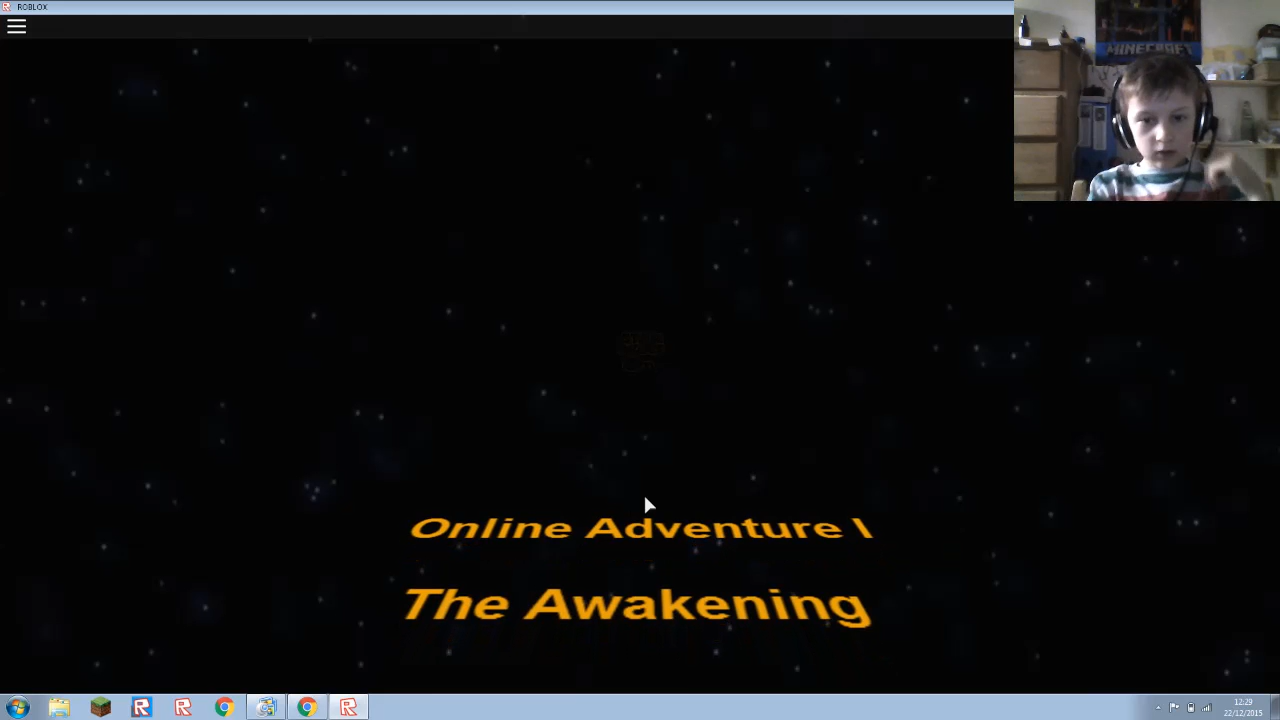 ROBLOX
MINECRAFT
Online Adventure I
The Awakening
12:29
22/12/2015